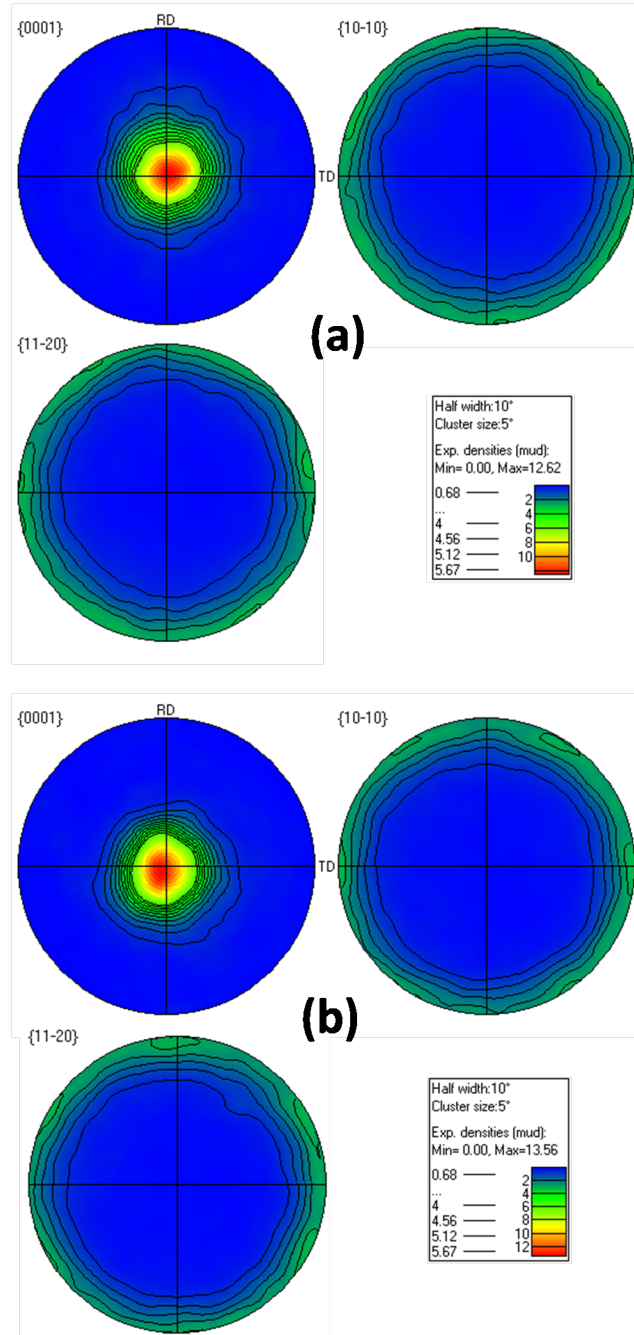 {0001}
RD
{10-10}
TD
(a)
{11-20}
Half width:10°
Cluster size:5°
Exp. densities (mud):
Min= 0.00, Max=12.62
0.68
...
4
4.56
5.12
5.67
2
4
6
8
10
{0001}
RD
{10-10}
TD
(b)
{11-20}
Half width:10°
Cluster size:5°
Exp. densities (mud):
Min= 0.00, Max=13.56
0.68
...
4
4.56
5.12
5.67
2
4
6
8
10
12